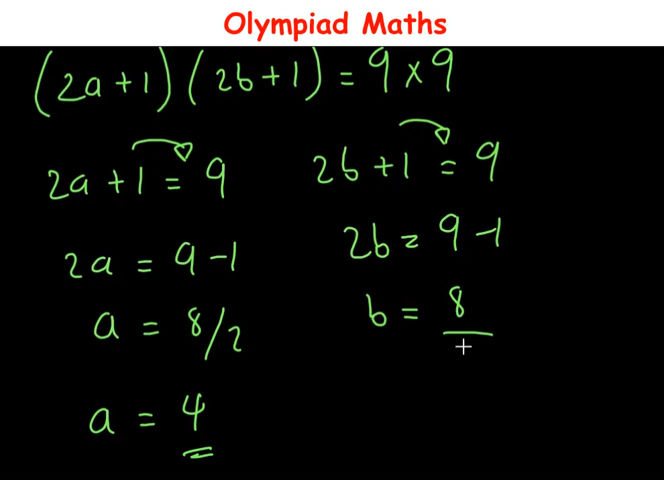 Olympiad Maths
(2a+1)(2b+1)=9×9
2a+1=9
2a=9-1
a=8/2
a=4
2b+1=9
2b=9-1
b=8